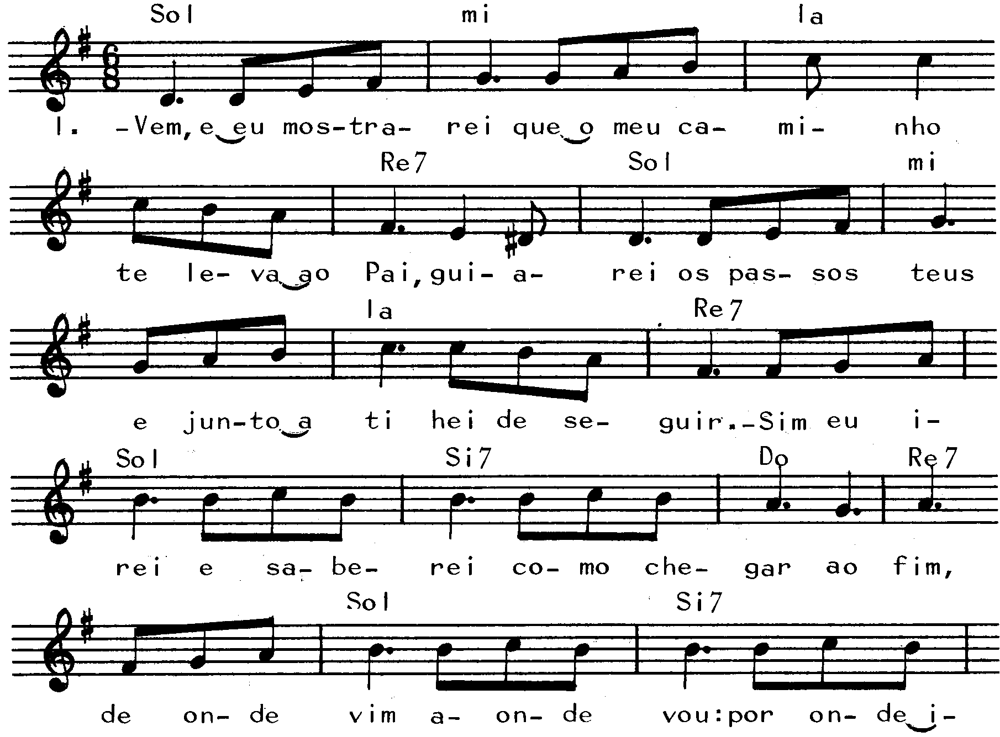 Sol mi la
6
8
1. -Vem, e eu mos-tra- rei que o meu ca- mi- nho
Re7 Sol mi
te le- va ao Pai, gui- a- rei os pas- sos teus
la Re7
e jun-to a ti hei de se- guir.-Sim eu i-
Sol Si7 Do Re7
rei e sa- be- rei co- mo che- gar ao fim,
Sol Si7
de on- de vim a- on- de vou:por on- de i-